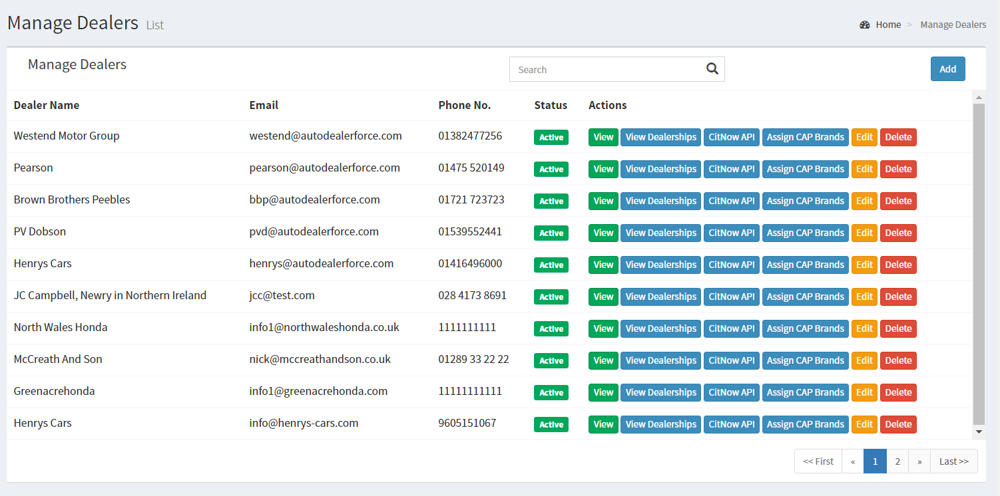 Manage Dealers List
Home > Manage Dealers
Manage Dealers
Search
Add
Dealer Name Email Phone No. Status Actions
Westend Motor Group westend@autodealerforce.com 01382477256 Active View View Dealerships CitNow API Assign CAP Brands Edit Delete
Pearson pearson@autodealerforce.com 01475 520149 Active View View Dealerships CitNow API Assign CAP Brands Edit Delete
Brown Brothers Peebles bbp@autodealerforce.com 01721 723723 Active View View Dealerships CitNow API Assign CAP Brands Edit Delete
PV Dobson pvd@autodealerforce.com 01539552441 Active View View Dealerships CitNow API Assign CAP Brands Edit Delete
Henrys Cars henrys@autodealerforce.com 01416496000 Active View View Dealerships CitNow API Assign CAP Brands Edit Delete
JC Campbell, Newry in Northern Ireland jcc@test.com 028 4173 8691 Active View View Dealerships CitNow API Assign CAP Brands Edit Delete
North Wales Honda info1@northwaleshonda.co.uk 1111111111 Active View View Dealerships CitNow API Assign CAP Brands Edit Delete
McCreath And Son nick@mccreathandson.co.uk 01289 33 22 22 Active View View Dealerships CitNow API Assign CAP Brands Edit Delete
Greenacrehonda info1@greenacrehonda.com 11111111111 Active View View Dealerships CitNow API Assign CAP Brands Edit Delete
Henrys Cars info@henrys-cars.com 9605151067 Active View View Dealerships CitNow API Assign CAP Brands Edit Delete
<< First « 1 2 » Last >>